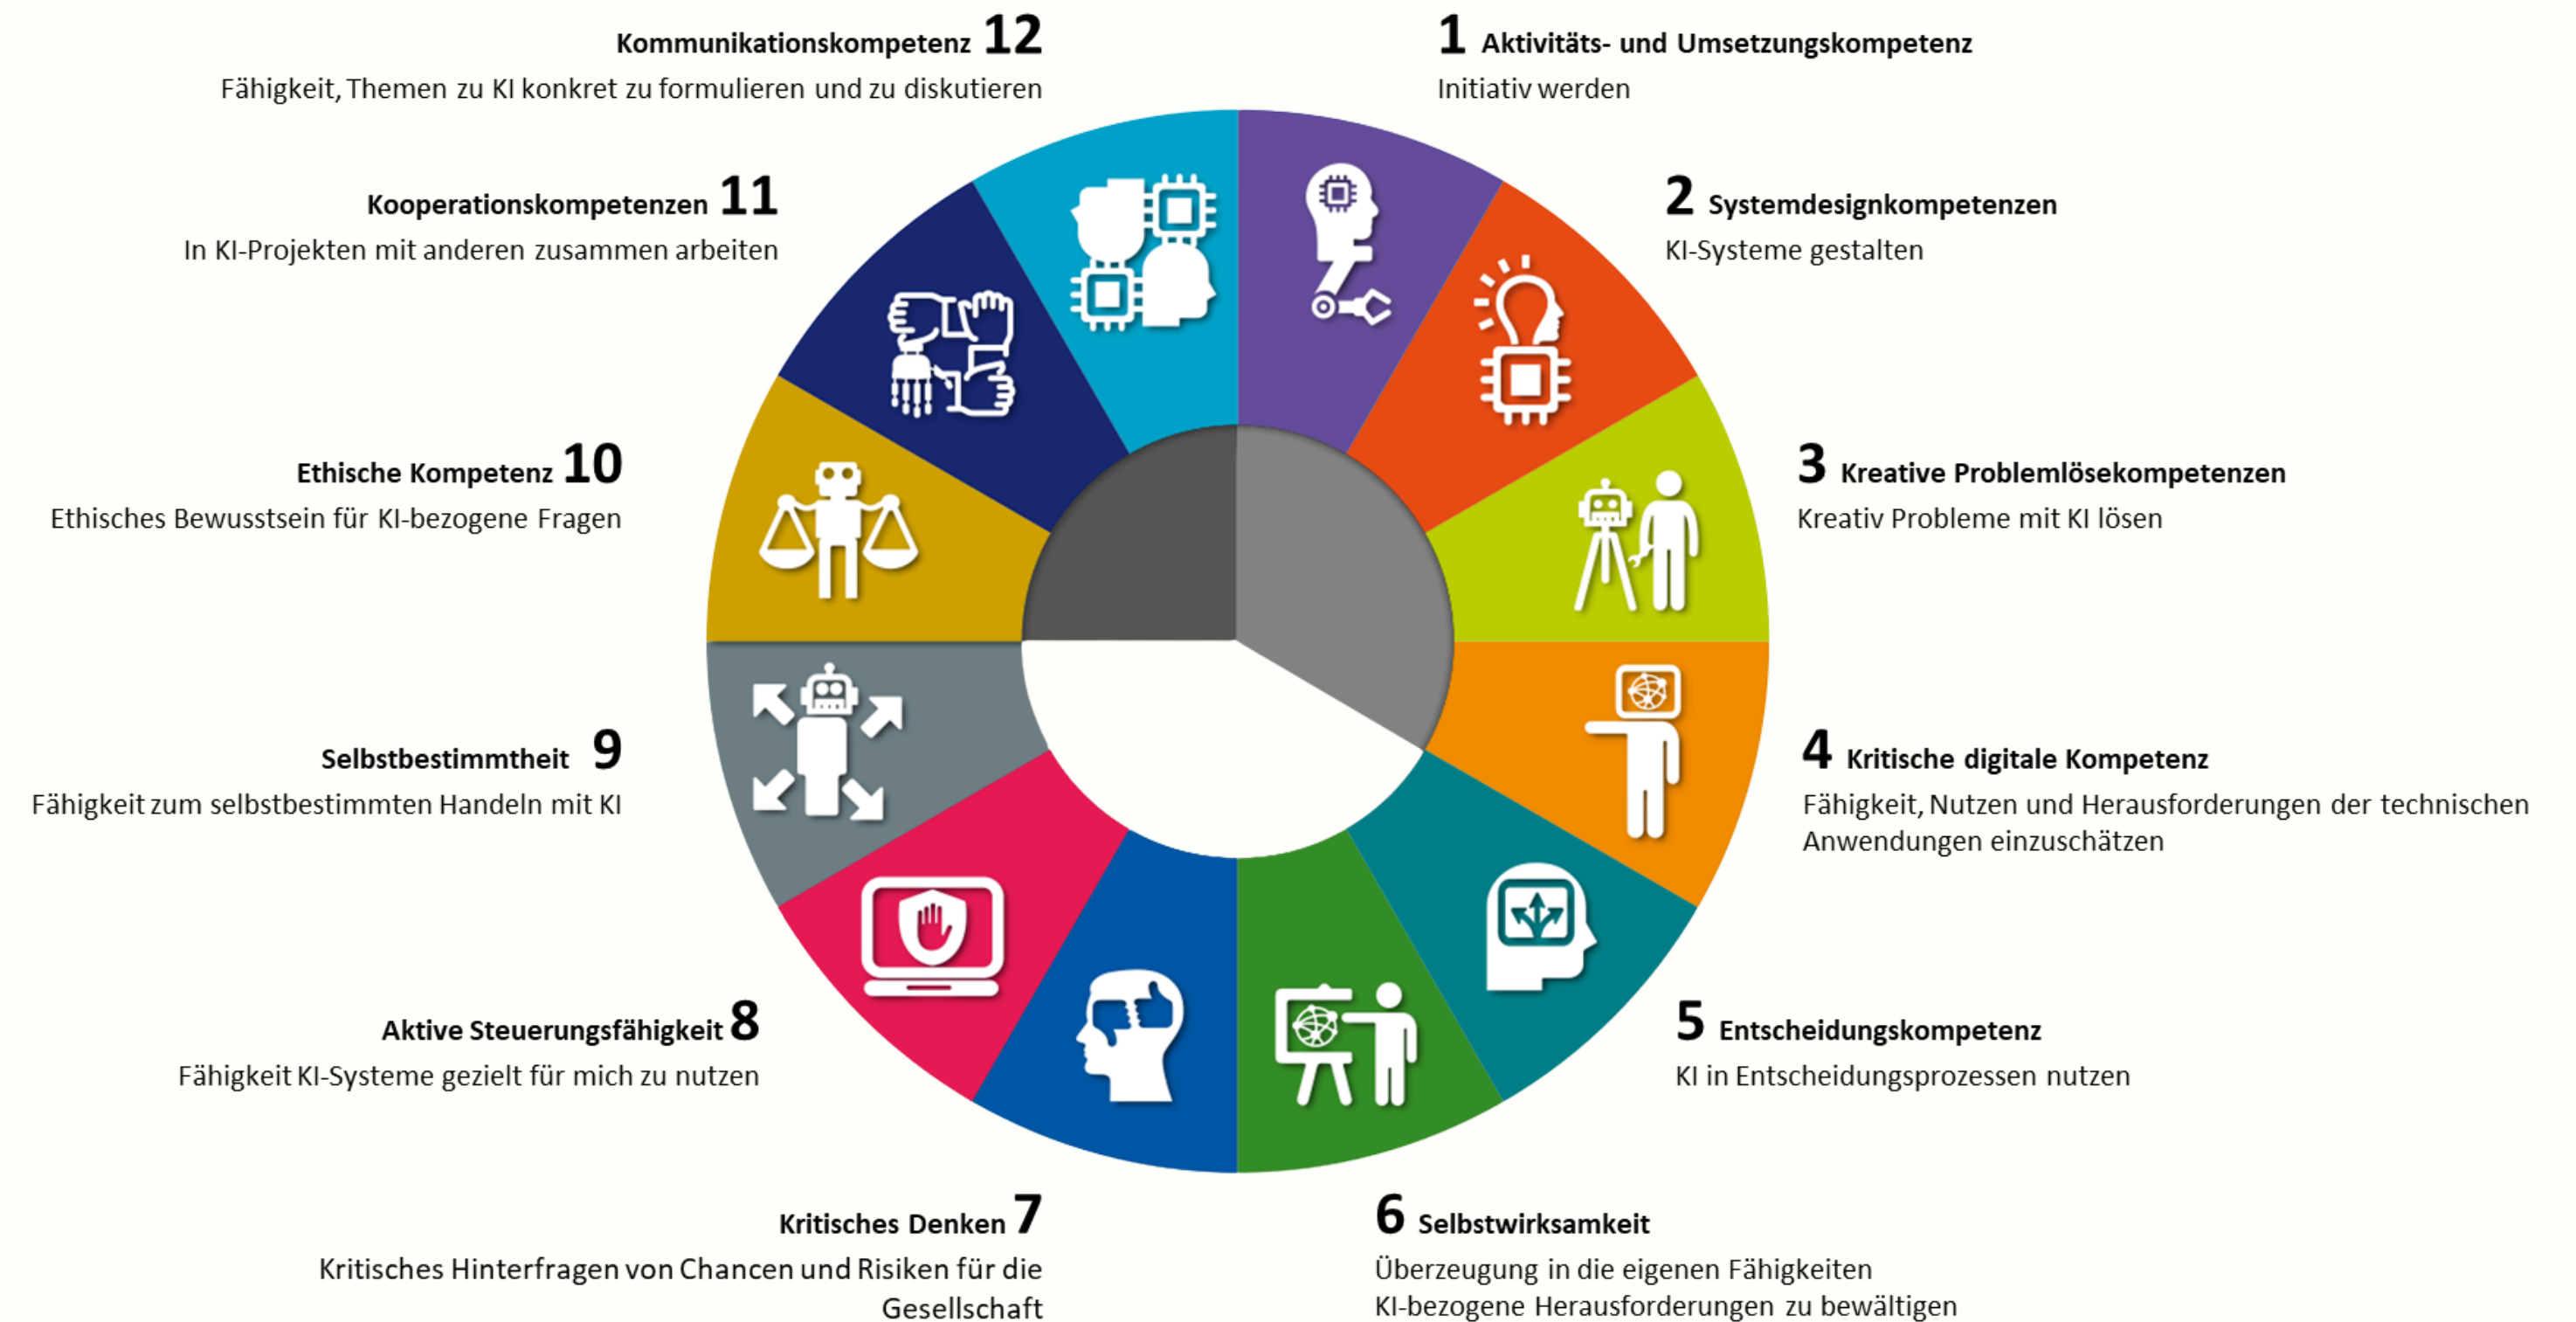 1 Aktivitäts- und Umsetzungskompetenz
Initiativ werden
2 Systemdesignkompetenzen
KI-Systeme gestalten
3 Kreative Problemlösekompetenzen
Kreativ Probleme mit KI lösen
4 Kritische digitale Kompetenz
Fähigkeit, Nutzen und Herausforderungen der technischen
Anwendungen einzuschätzen
5 Entscheidungskompetenz
KI in Entscheidungsprozessen nutzen
6 Selbstwirksamkeit
Überzeugung in die eigenen Fähigkeiten
KI-bezogene Herausforderungen zu bewältigen
Kritisches Denken 7
Kritisches Hinterfragen von Chancen und Risiken für die
Gesellschaft
Aktive Steuerungsfähigkeit 8
Fähigkeit KI-Systeme gezielt für mich zu nutzen
Selbstbestimmtheit 9
Fähigkeit zum selbstbestimmten Handeln mit KI
Ethische Kompetenz 10
Ethisches Bewusstsein für KI-bezogene Fragen
Kooperationskompetenzen 11
In KI-Projekten mit anderen zusammen arbeiten
Kommunikationskompetenz 12
Fähigkeit, Themen zu KI konkret zu formulieren und zu diskutieren